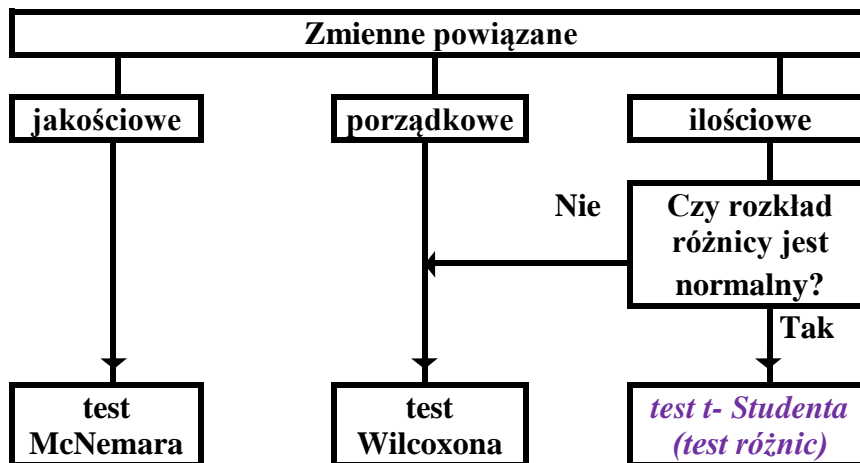 Zmienne powiązane
jakościowe
porządkowe
ilościowe
Nie
Czy rozkład
różnicy jest
normalny?
Tak
test
McNemara
test
Wilcoxona
test t- Studenta
(test różnic)